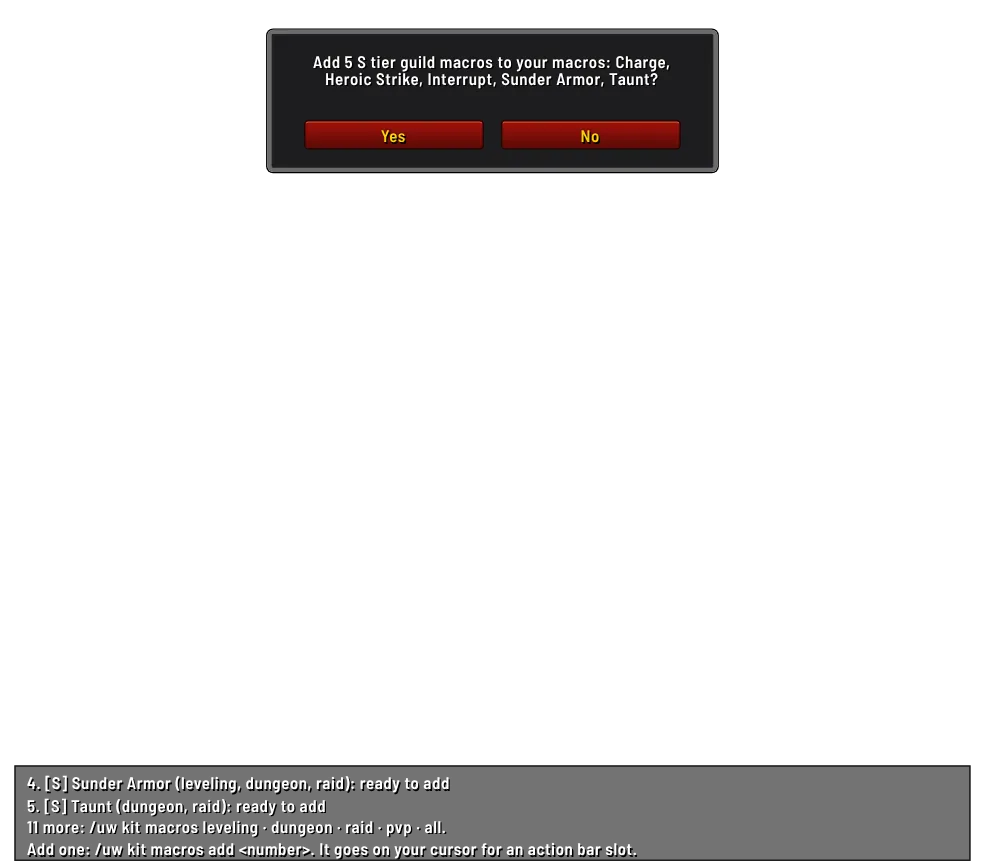 Add 5 S tier guild macros to your macros: Charge,
Heroic Strike, Interrupt, Sunder Armor, Taunt?
Yes
No
4. [S] Sunder Armor (leveling, dungeon, raid): ready to add
5. [S] Taunt (dungeon, raid): ready to add
11 more: /uw kit macros leveling · dungeon · raid · pvp · all.
Add one: /uw kit macros add <number>. It goes on your cursor for an action bar slot.